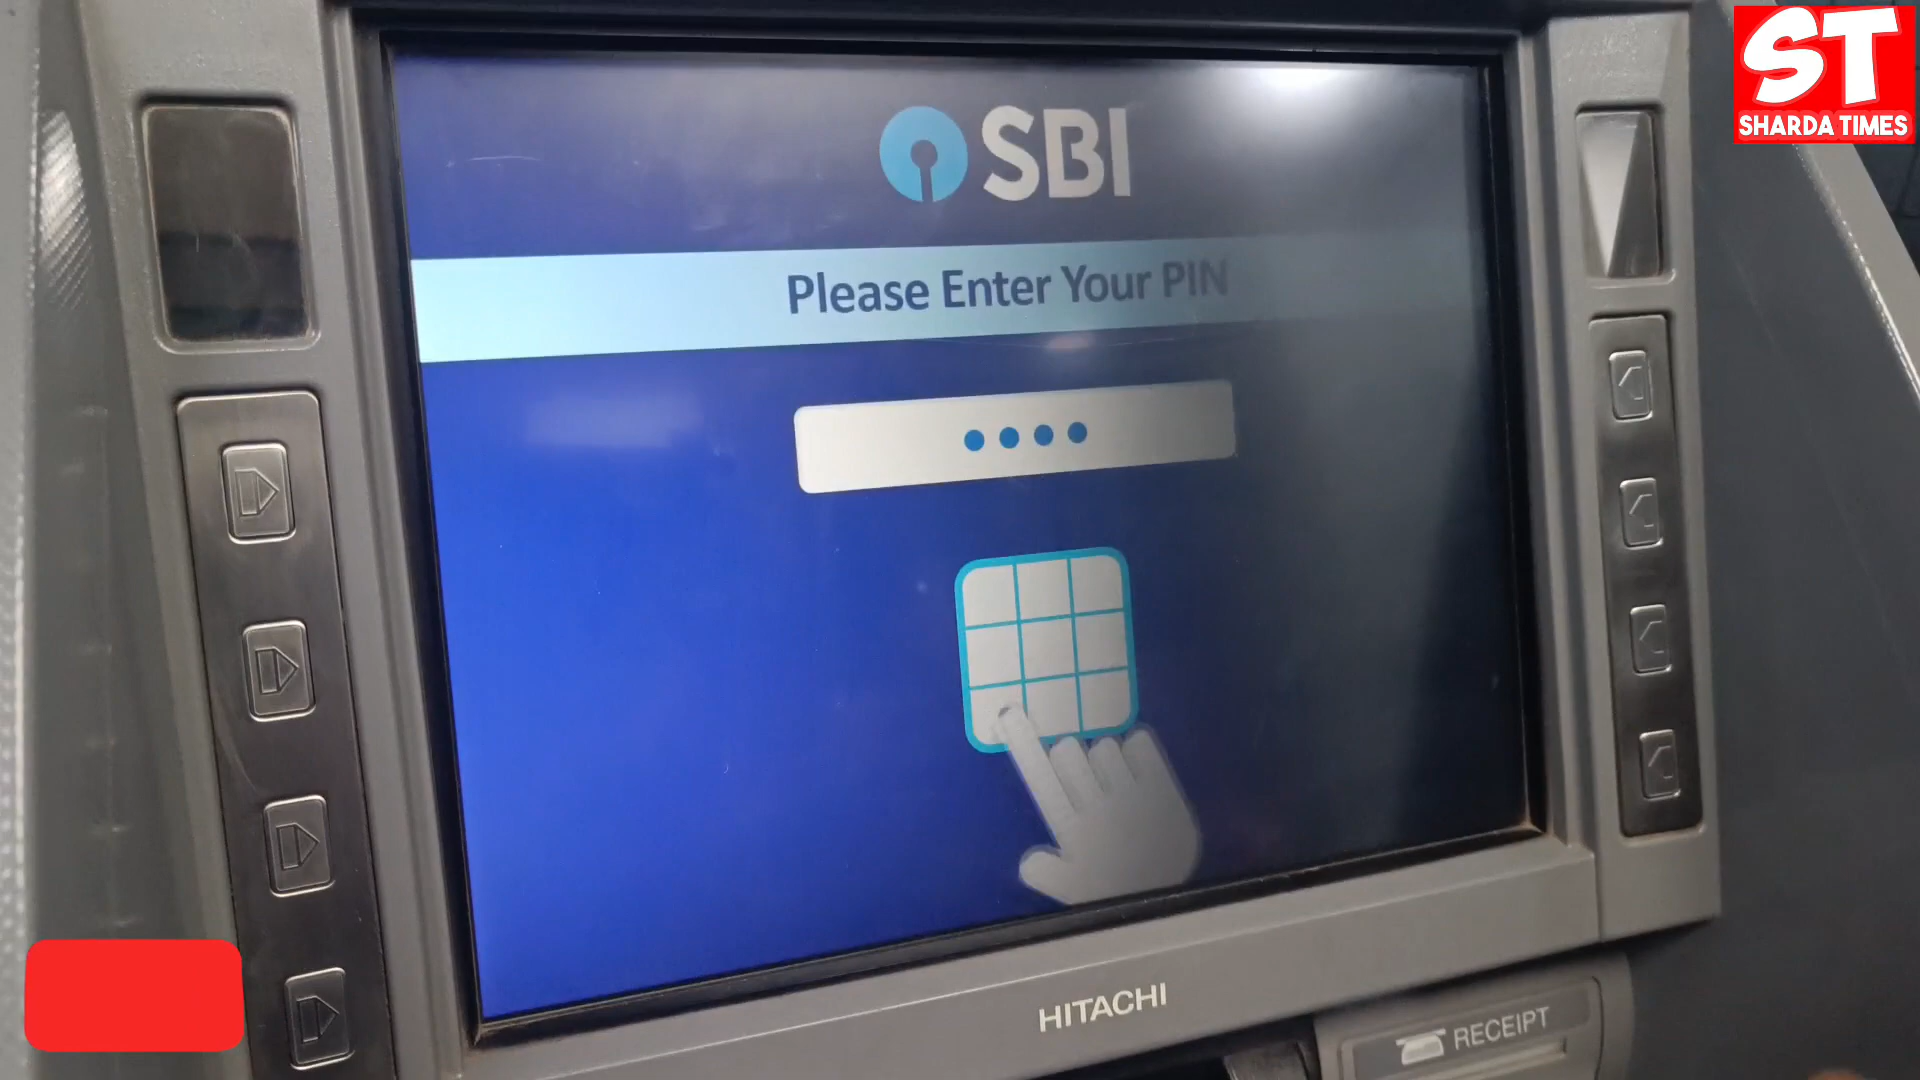 ST
SHARDA TIMES
SBI
Please Enter Your PIN
HITACHI
RECEIPT